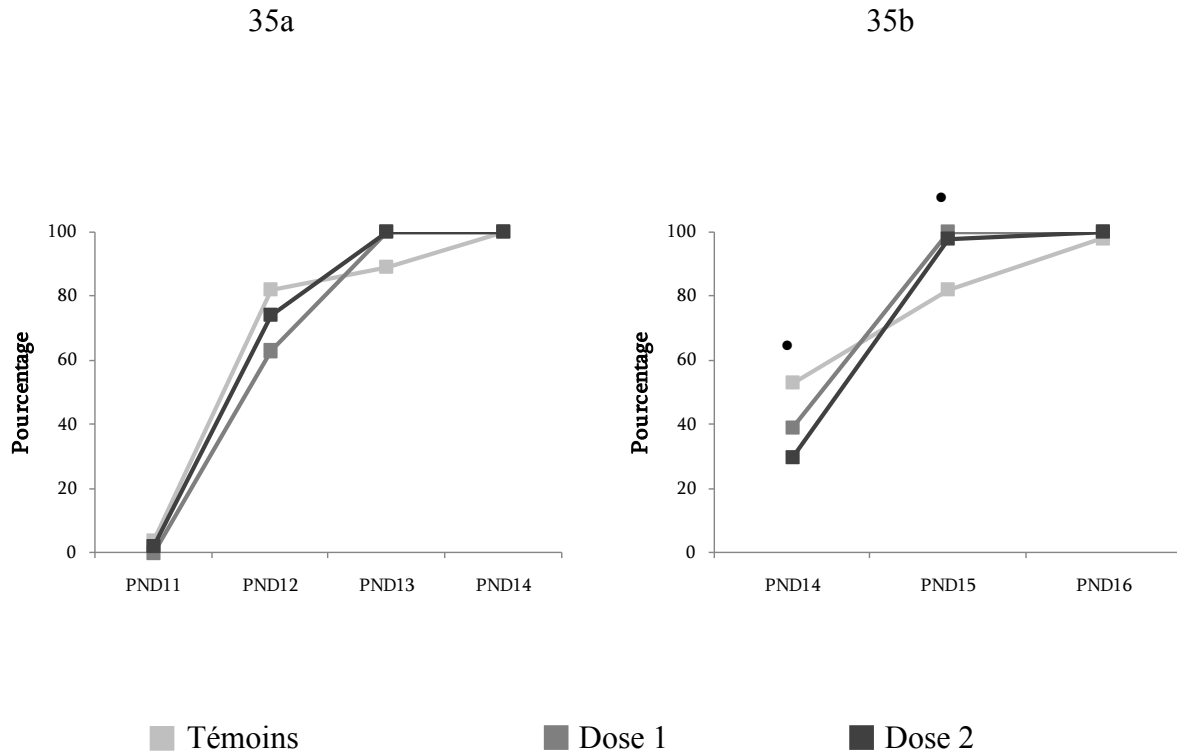 35a
35b
Pourcentage
100
80
60
40
20
0
PND11 PND12 PND13 PND14
Pourcentage
100
80
60
40
20
0
PND14 PND15 PND16
Témoins Dose 1 Dose 2